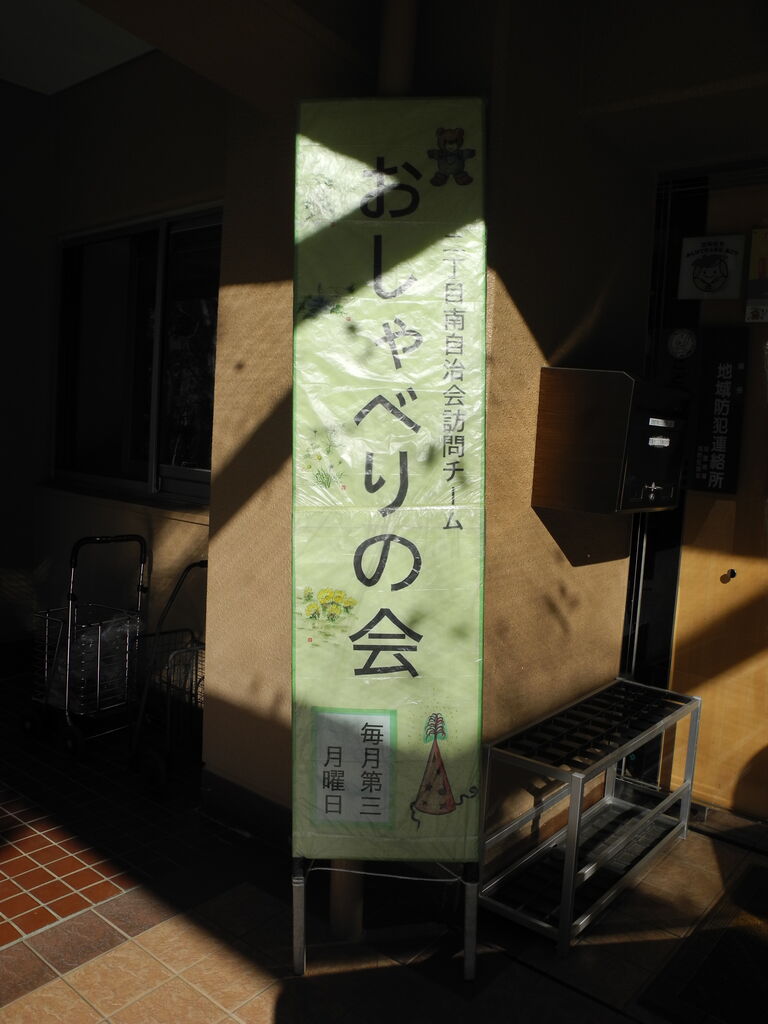 二丁目南自治会訪問チーム
おしゃべりの会
毎月第三
月曜日
地域防犯連絡所